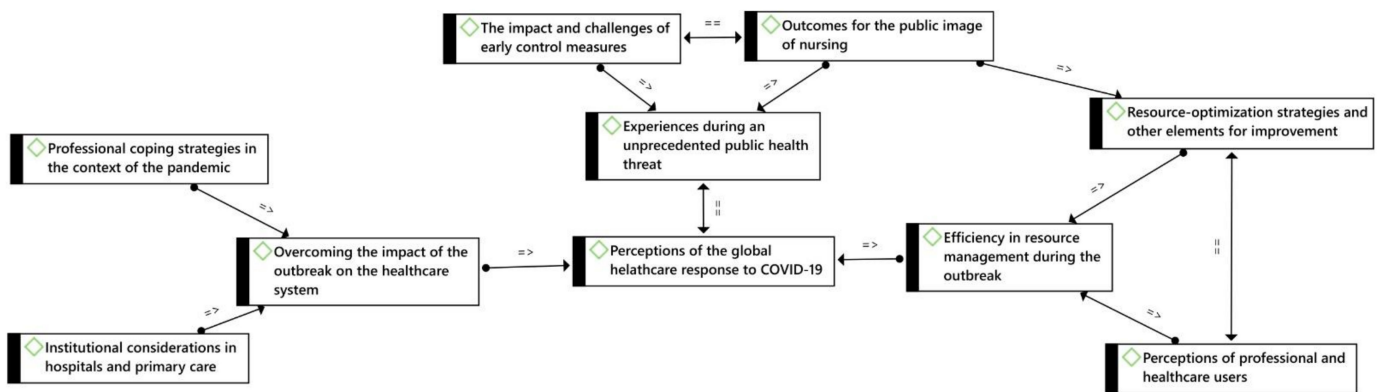 The impact and challenges of
early control measures
==
Outcomes for the public image
of nursing
=>
=>
=>
Resource-optimization strategies and
other elements for improvement
Experiences during an
unprecedented public health
threat
Professional coping strategies in
the context of the pandemic
=>
==
=>
==
Overcoming the impact of the
outbreak on the healthcare
system
=>
Perceptions of the global
helathcare response to COVID-19
=>
Efficiency in resource
management during the
outbreak
=>
=>
Institutional considerations in
hospitals and primary care
Perceptions of professional and
healthcare users